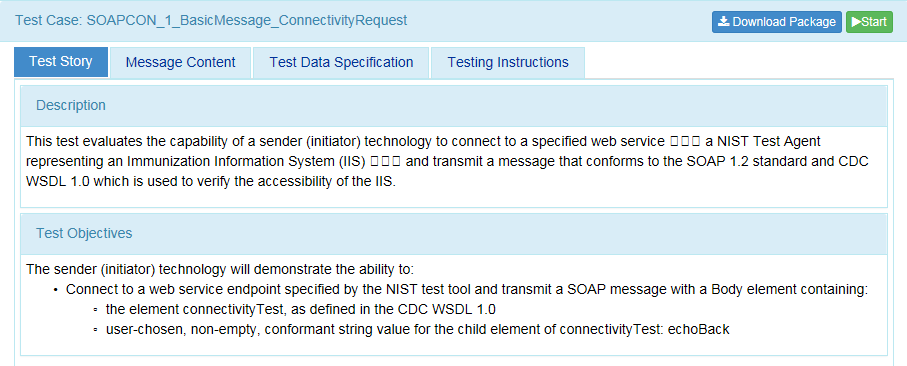 Test Case: SOAPCON_1_BasicMessage_ConnectivityRequest
Download Package
Start
Test Story
Message Content
Test Data Specification
Testing Instructions
Description
This test evaluates the capability of a sender (initiator) technology to connect to a specified web service □□□ a NIST Test Agent
representing an Immunization Information System (IIS) □□□ and transmit a message that conforms to the SOAP 1.2 standard and CDC
WSDL 1.0 which is used to verify the accessibility of the IIS.
Test Objectives
The sender (initiator) technology will demonstrate the ability to:
• Connect to a web service endpoint specified by the NIST test tool and transmit a SOAP message with a Body element containing:
▫ the element connectivityTest, as defined in the CDC WSDL 1.0
▫ user-chosen, non-empty, conformant string value for the child element of connectivityTest: echoBack